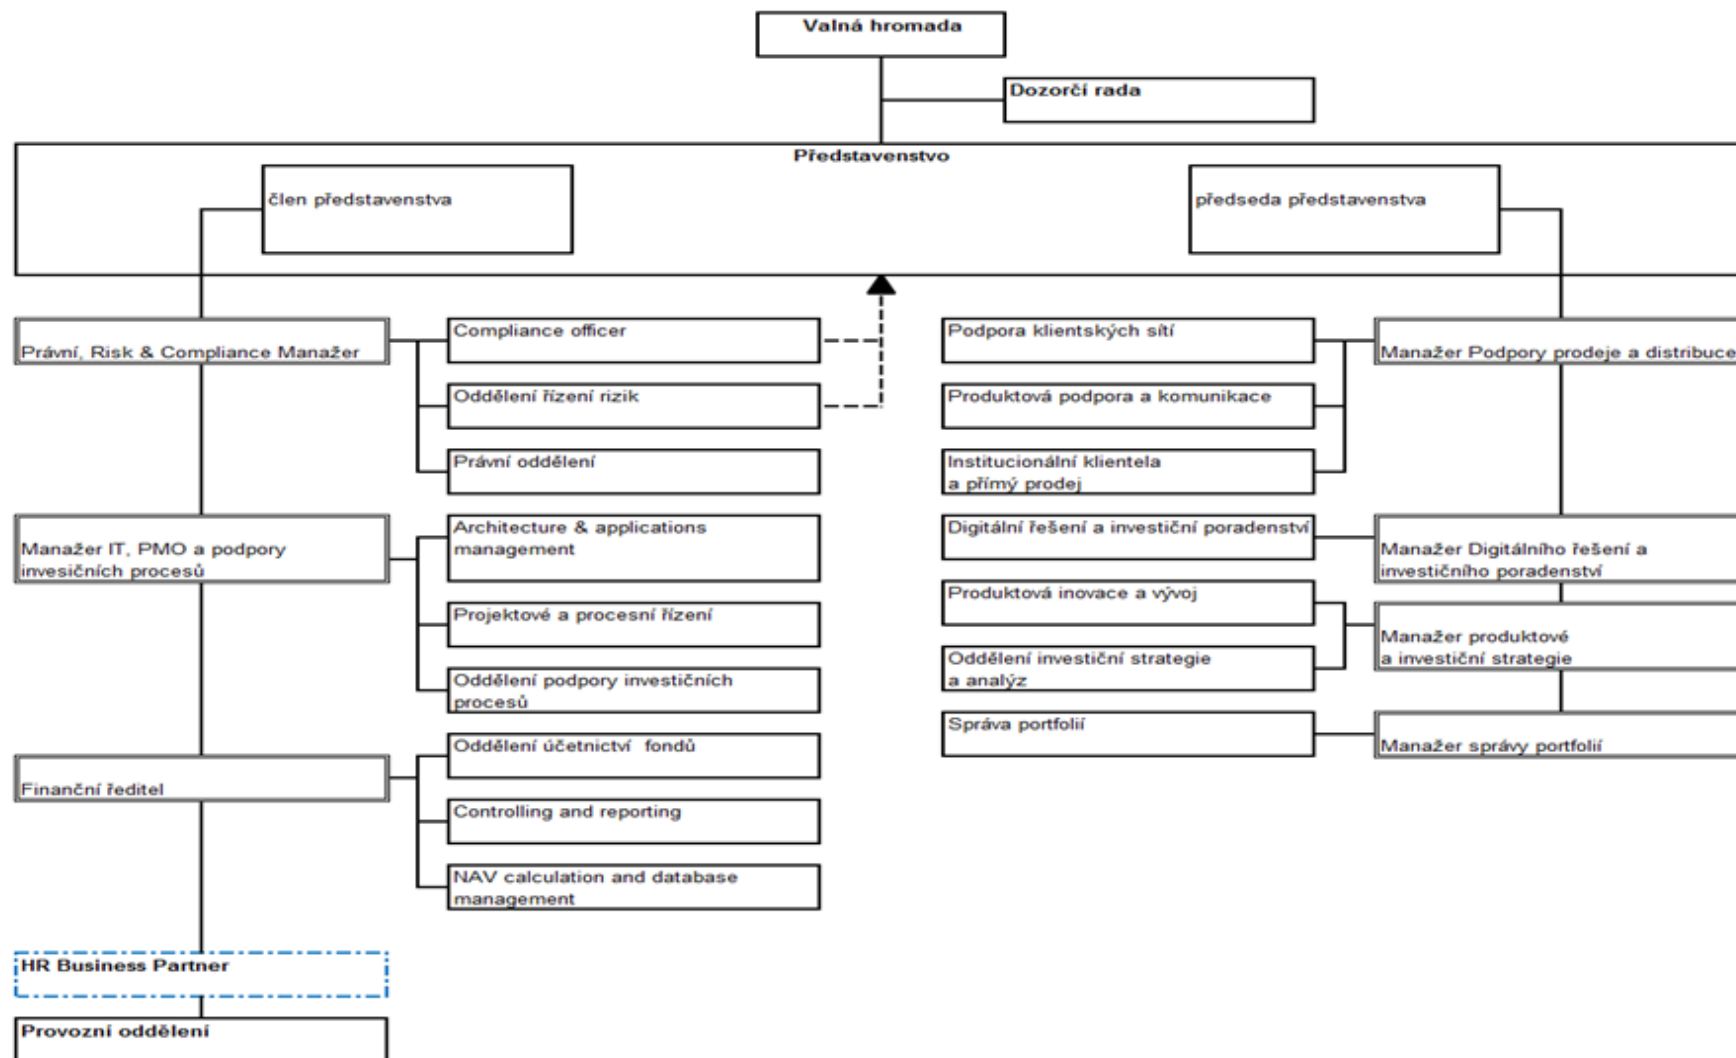 Valná hromada
Dozorčí rada
Představenstvo
člen představenstva
předseda představenstva
Právní, Risk & Compliance Manažer
Compliance officer
Oddělení řízení rizik
Právní oddělení
Manažer IT, PMO a podpory
invesičních procesů
Architecture & applications
management
Projektové a procesní řízení
Oddělení podpory investičních
procesů
Finanční ředitel
Oddělení účetnictví  fondů
Controlling and reporting
NAV calculation and database
management
HR Business Partner
Provozní oddělení
Podpora klientských sítí
Produktová podpora a komunikace
Institucionální klientela
a přímý prodej
Manažer Podpory prodeje a distribuce
Digitální řešení a investiční poradenství
Manažer Digitálního řešení a
investičního poradenství
Produktová inovace a vývoj
Oddělení investiční strategie
a analýz
Manažer produktové
a investiční strategie
Správa portfolií
Manažer správy portfolií